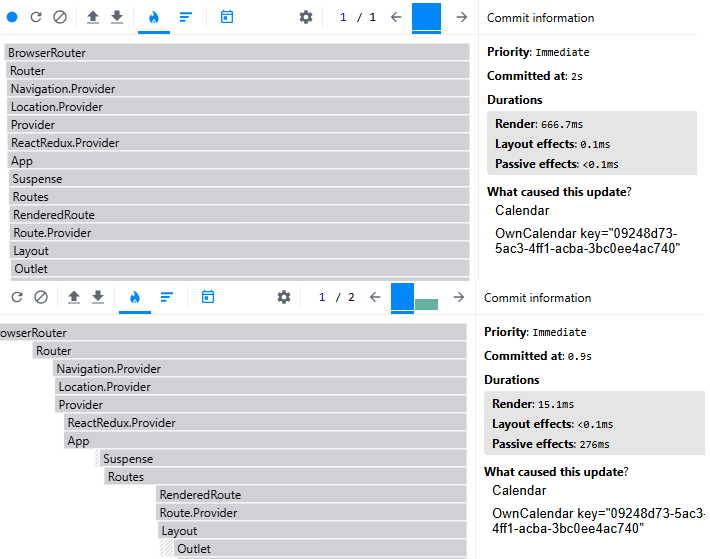 1 / 1
Commit information
BrowserRouter
Router
Navigation.Provider
Location.Provider
Provider
ReactRedux.Provider
App
Suspense
Routes
RenderedRoute
Route.Provider
Layout
Outlet
Priority: Immediate
Committed at: 2s
Durations
Render: 666.7ms
Layout effects: 0.1ms
Passive effects: <0.1ms
What caused this update?
Calendar
OwnCalendar key="09248d73-
5ac3-4ff1-acba-3bc0ee4ac740"
1 / 2
Commit information
owserRouter
Router
Navigation.Provider
Location.Provider
Provider
ReactRedux.Provider
App
Suspense
Routes
RenderedRoute
Route.Provider
Layout
Outlet
Priority: Immediate
Committed at: 0.9s
Durations
Render: 15.1ms
Layout effects: <0.1ms
Passive effects: 276ms
What caused this update?
Calendar
OwnCalendar key="09248d73-5ac3-
4ff1-acba-3bc0ee4ac740"